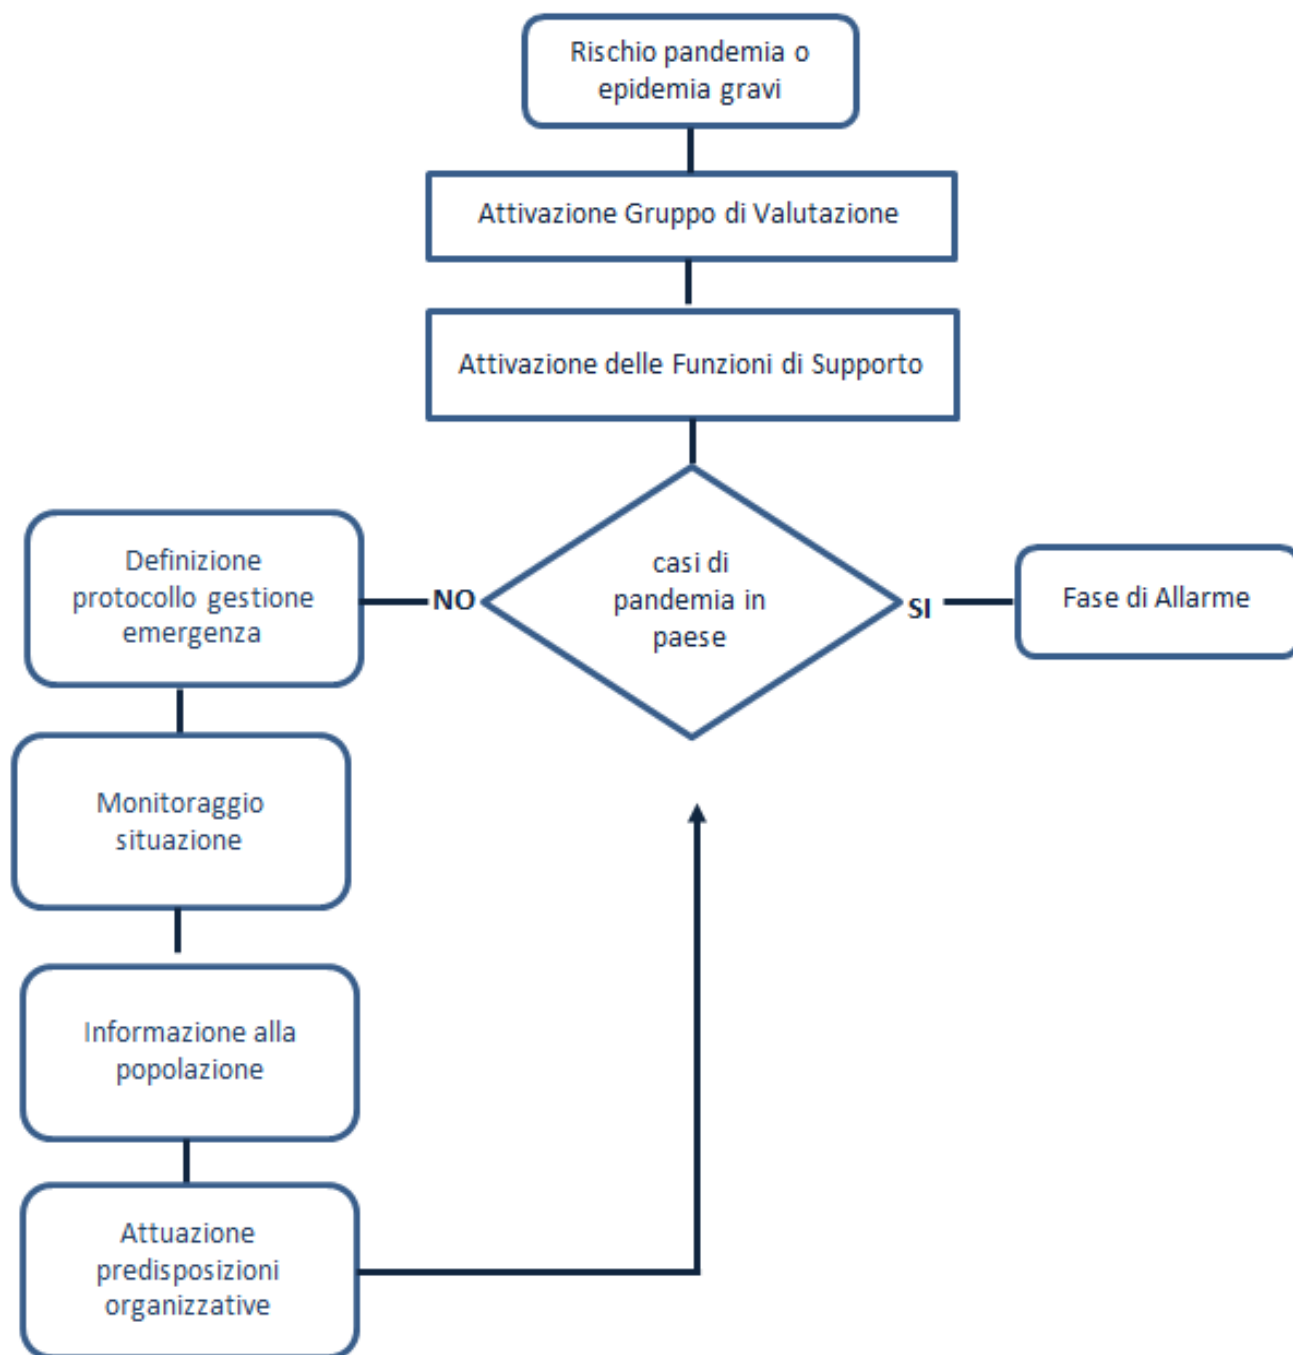 Rischio pandemia o
epidemia gravi
Attivazione Gruppo di Valutazione
Attivazione delle Funzioni di Supporto
casi di
pandemia in
paese
NO
SI
Fase di Allarme
Definizione
protocollo gestione
emergenza
Monitoraggio
situazione
Informazione alla
popolazione
Attuazione
predisposizioni
organizzative